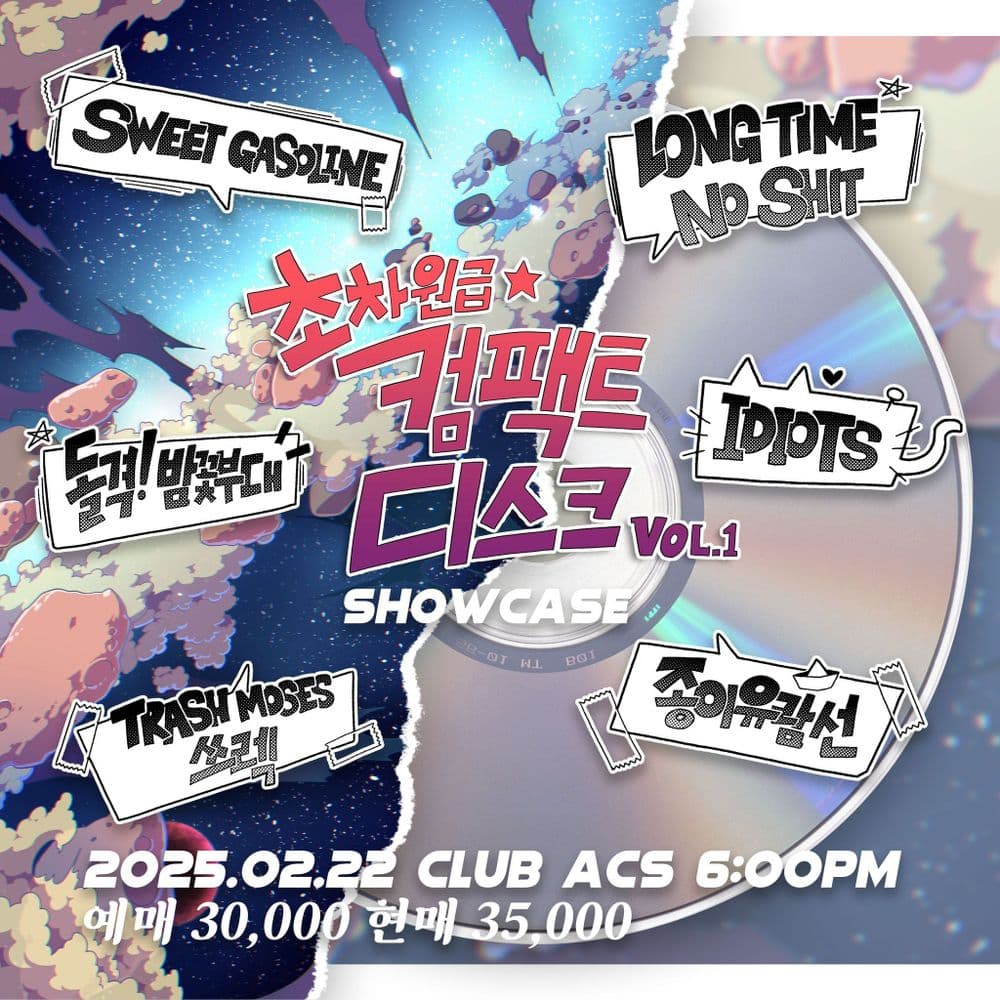 SWEET GASOLINE
LONG TIME
NO SHIT
초차원급★
컴팩트
디스크 VOL.1
SHOWCASE
돌격! 밤꽃부대
IDIOTS
TRASH MOSES
쓰렉
종이유람선
2025.02.22 CLUB ACS 6:00PM
예매 30,000 현매 35,000